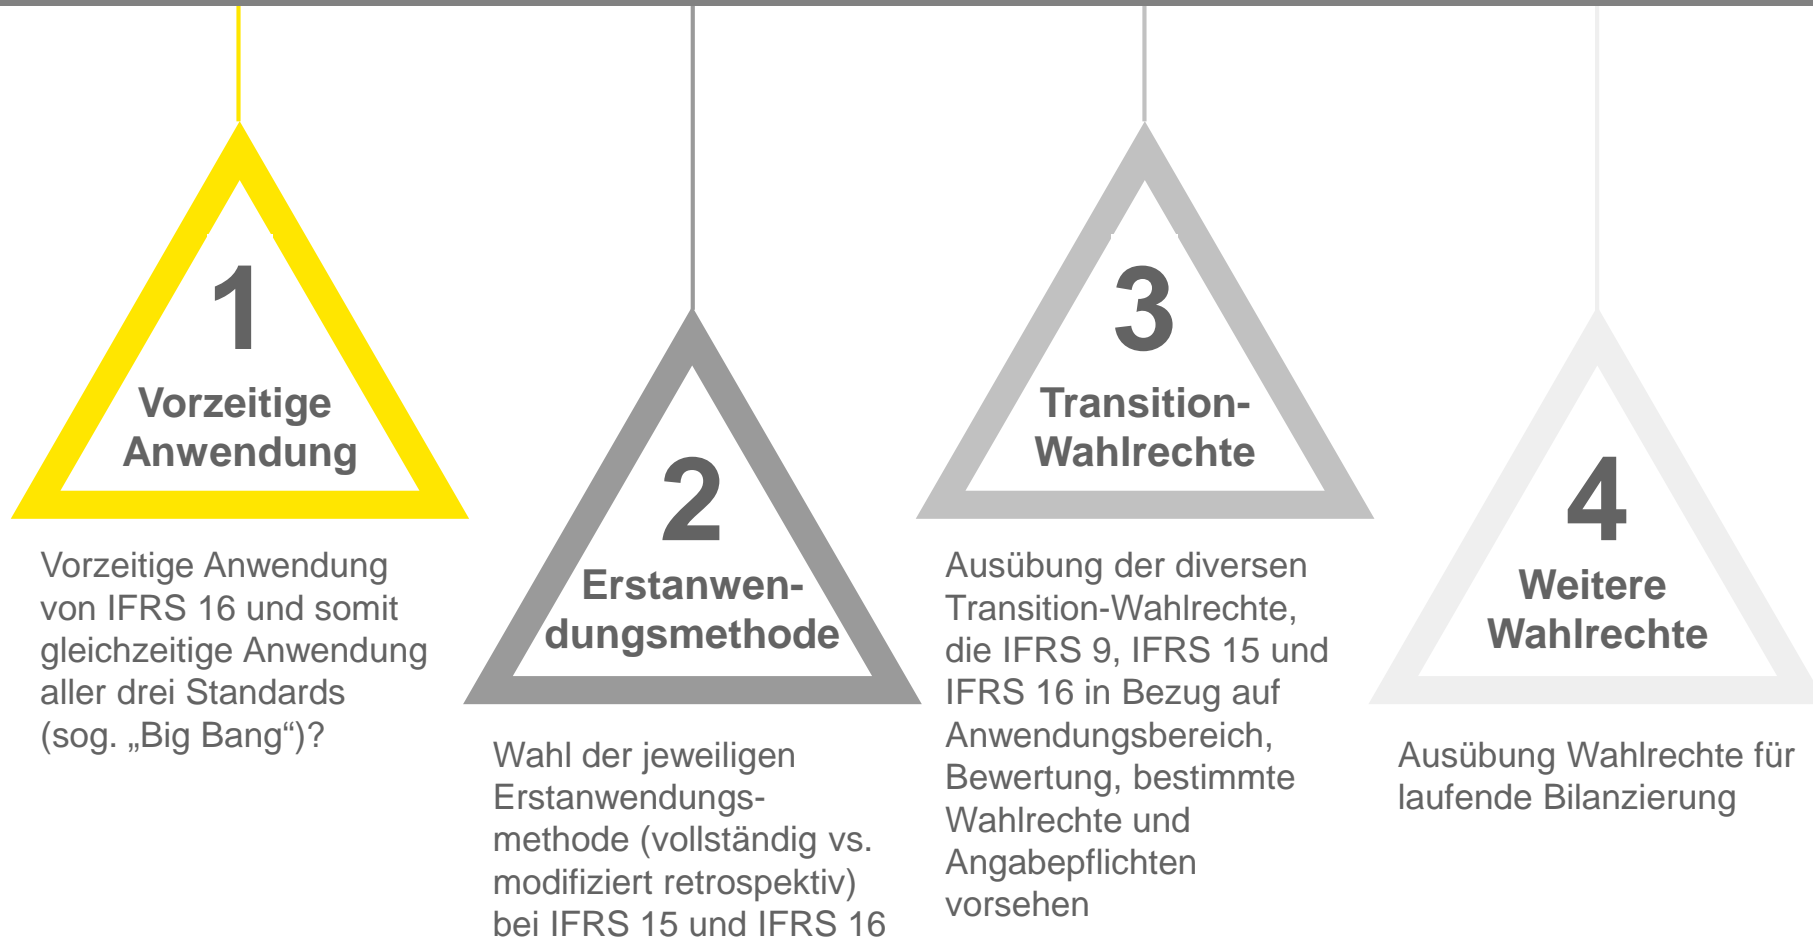 1
Vorzeitige
Anwendung
Vorzeitige Anwendung
von IFRS 16 und somit
gleichzeitige Anwendung
aller drei Standards
(sog. „Big Bang“)?
2
Erstanwen-
dungsmethode
Wahl der jeweiligen
Erstanwendungs-
methode (vollständig vs.
modifiziert retrospektiv)
bei IFRS 15 und IFRS 16
3
Transition-
Wahlrechte
Ausübung der diversen
Transition-Wahlrechte,
die IFRS 9, IFRS 15 und
IFRS 16 in Bezug auf
Anwendungsbereich,
Bewertung, bestimmte
Wahlrechte und
Angabepflichten
vorsehen
4
Weitere
Wahlrechte
Ausübung Wahlrechte für
laufende Bilanzierung